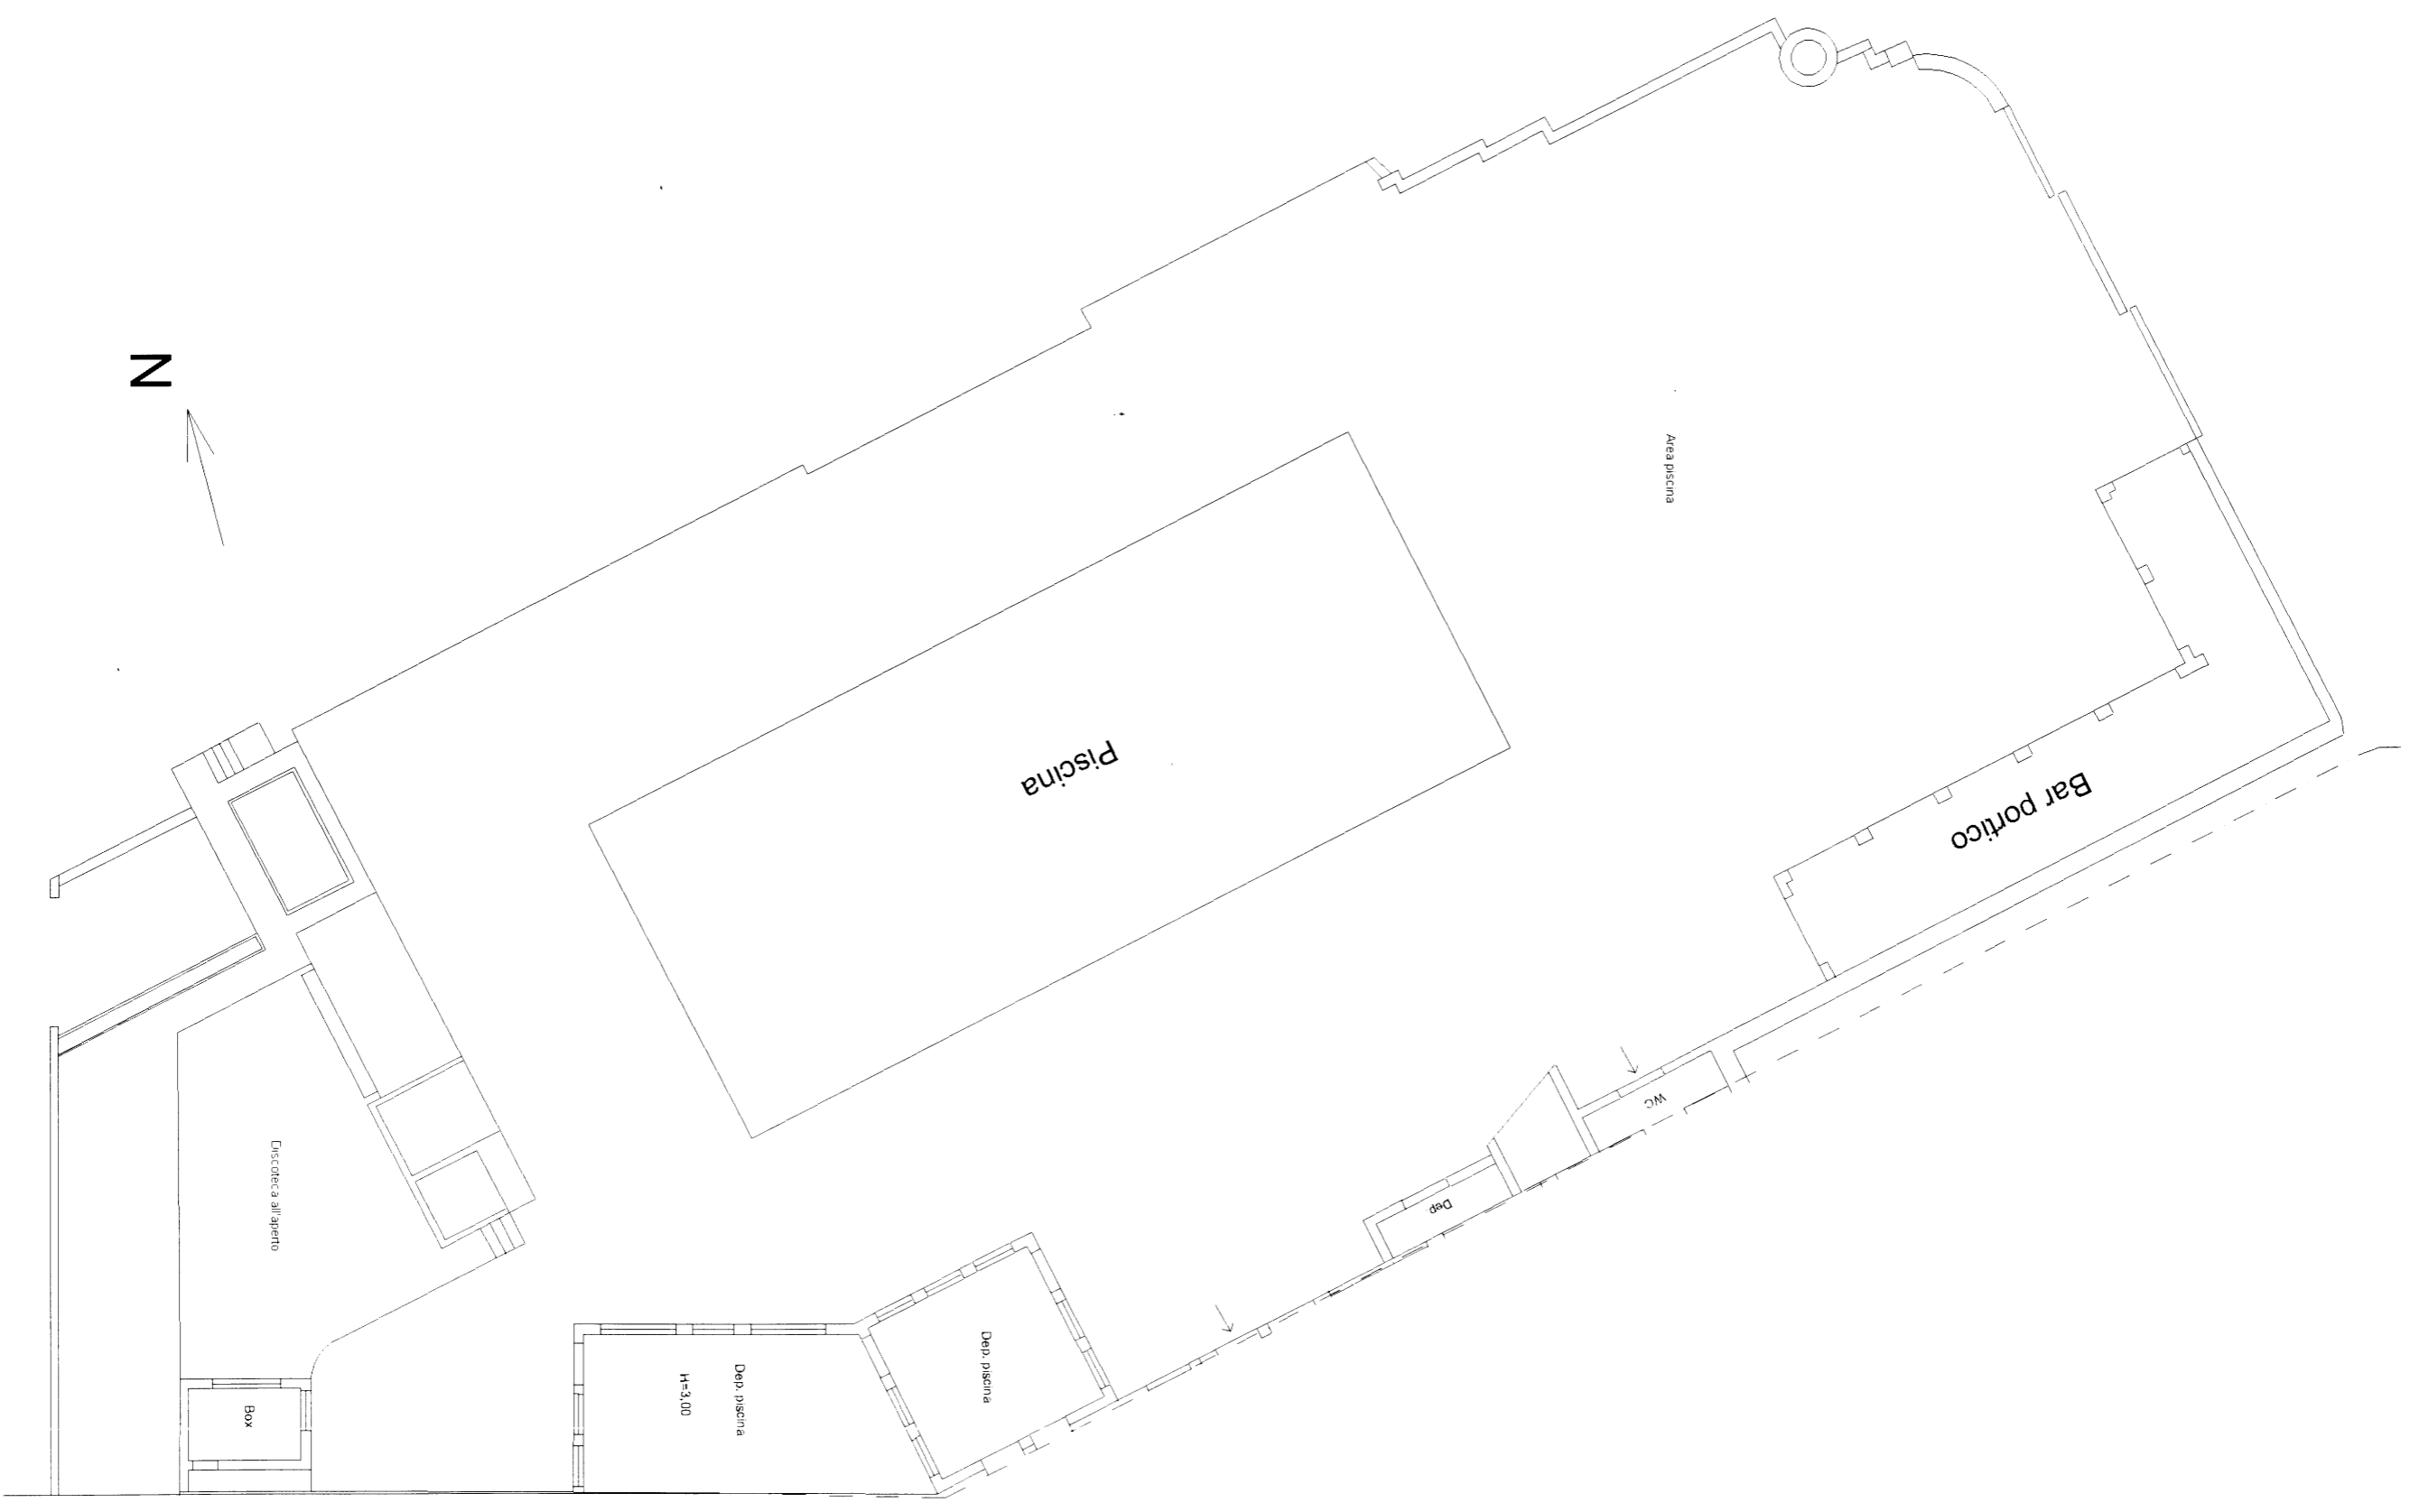 N
Area piscina
Piscina
Bar portico
WC
Dep.
Discoteca all'aperto
Dep. piscina
Dep. piscina
H=3,00
Box